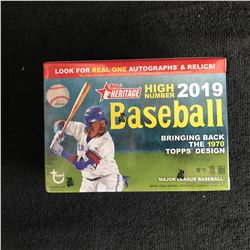 LOOK FOR REAL ONE AUTOGRAPHS & RELICS!
Topps
HERITAGE
HIGH NUMBER
2019
Baseball
BRINGING BACK
THE 1970
TOPPS® DESIGN
MAJOR LEAGUE BASEBALL